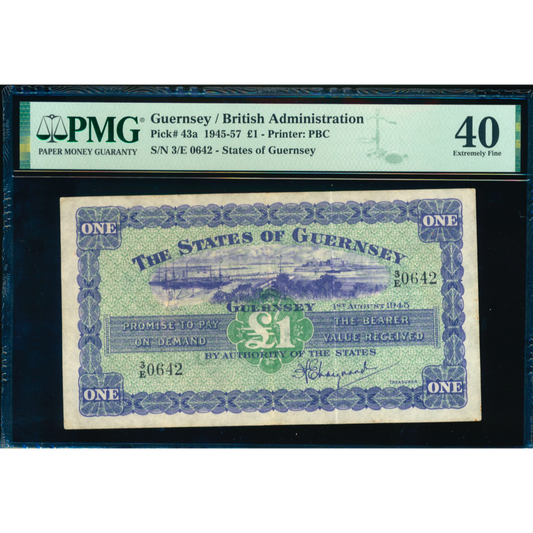 PMG®
PAPER MONEY GUARANTY
Guernsey / British Administration
Pick# 43a 1945-57 £1 - Printer: PBC
S/N 3/E 0642 - States of Guernsey
40
Extremely Fine
ONE ONE
THE STATES OF GUERNSEY
3/E 0642
GUERNSEY 1ST AUGUST 1945
PROMISE TO PAY £1 THE BEARER
ON DEMAND VALUE RECEIVED
BY AUTHORITY OF THE STATES
3/E 0642
TREASURER
ONE ONE